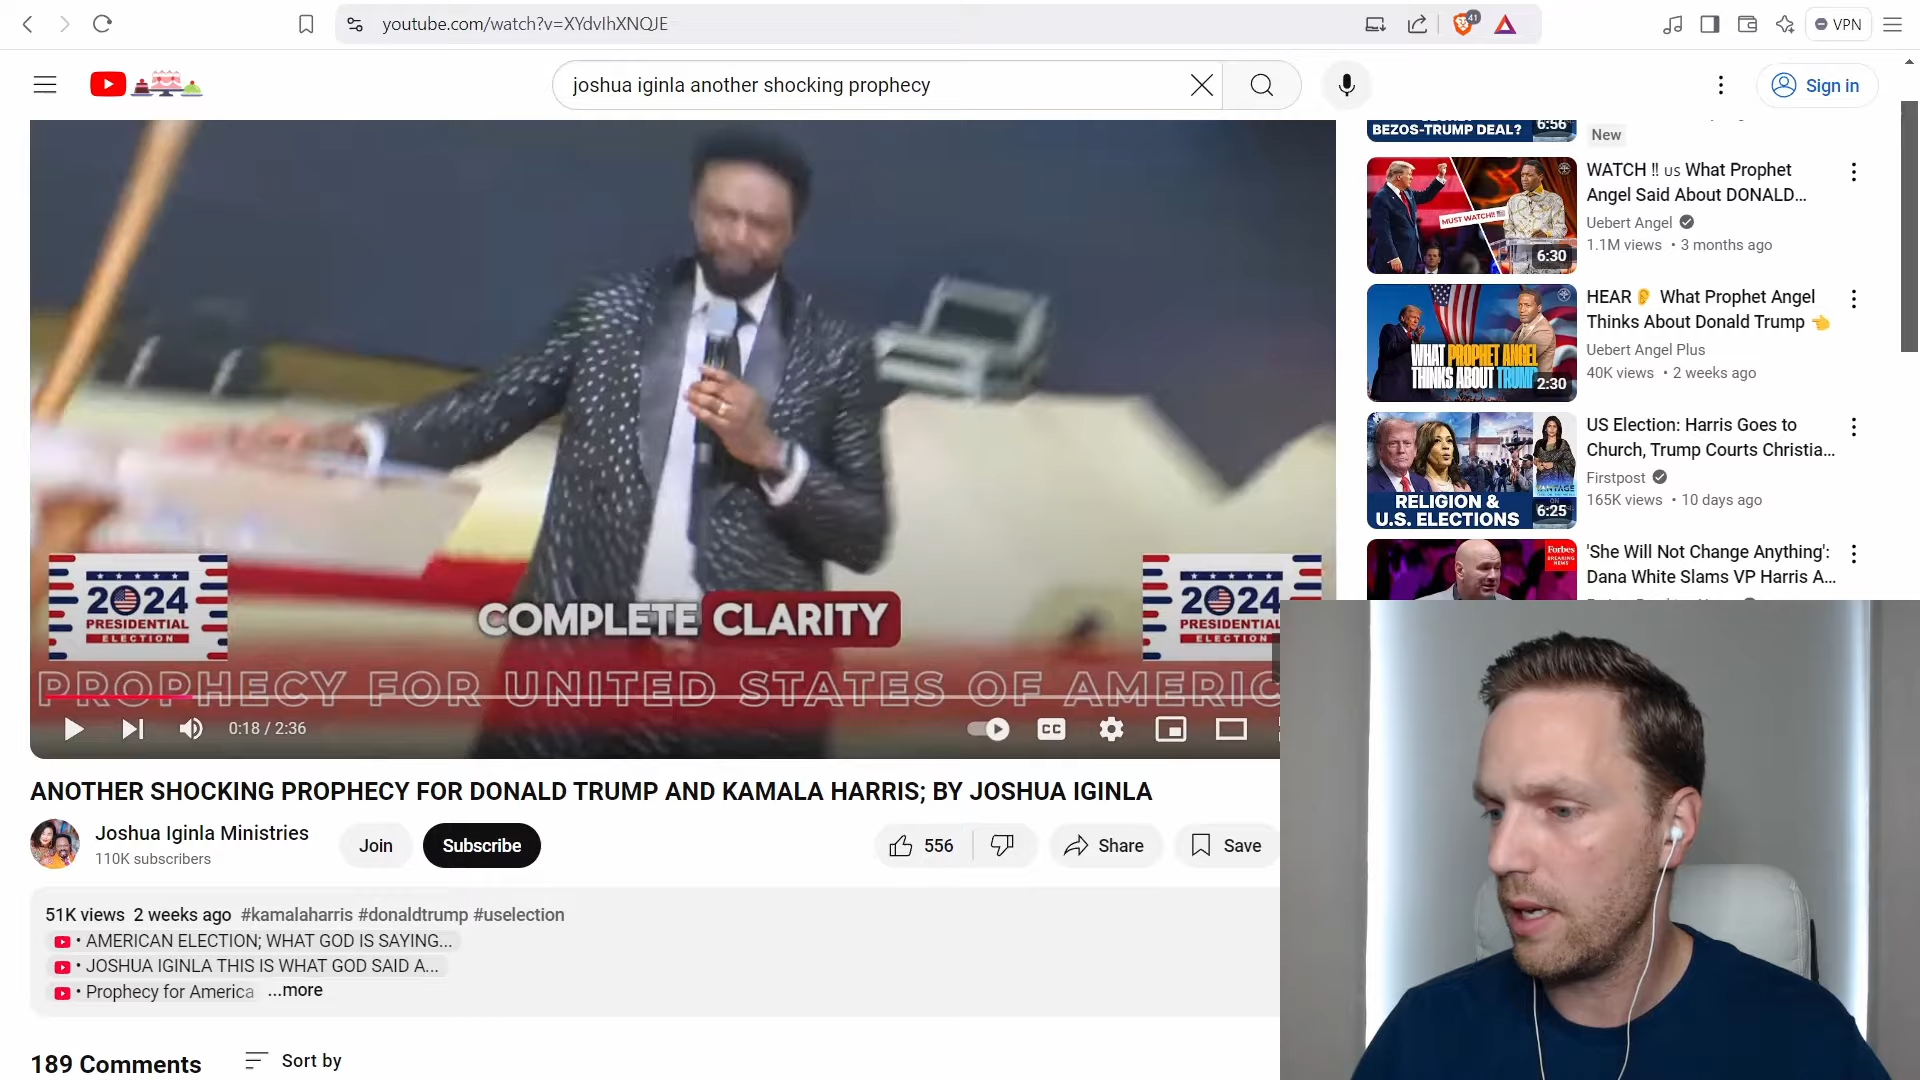 youtube.com/watch?v=XYdvIhXNQJE
41
VPN
joshua iginla another shocking prophecy
Sign in
COMPLETE CLARITY
2024
PRESIDENTIAL
ELECTION
2024
PRESIDENTIAL
ELECTION
PROPHECY FOR UNITED STATES OF AMERIC
0:18 / 2:36
CC
ANOTHER SHOCKING PROPHECY FOR DONALD TRUMP AND KAMALA HARRIS; BY JOSHUA IGINLA
Joshua Iginla Ministries
110K subscribers
Join
Subscribe
556
Share
Save
51K views 2 weeks ago #kamalaharris #donaldtrump #uselection
• AMERICAN ELECTION; WHAT GOD IS SAYING...
• JOSHUA IGINLA THIS IS WHAT GOD SAID A...
• Prophecy for America ...more
189 Comments
Sort by
BEZOS-TRUMP DEAL?
6:56
New
MUST WATCH!!
6:30
WATCH ‼ us What Prophet
Angel Said About DONALD...
Uebert Angel
1.1M views • 3 months ago
WHAT PROPHET ANGEL
THINKS ABOUT TRUMP
2:30
HEAR👂 What Prophet Angel
Thinks About Donald Trump 👈
Uebert Angel Plus
40K views • 2 weeks ago
RELIGION &
U.S. ELECTIONS
VANTAGE
6:25
US Election: Harris Goes to
Church, Trump Courts Christia...
Firstpost
165K views • 10 days ago
Forbes
BREAKING
NEWS
'She Will Not Change Anything':
Dana White Slams VP Harris A...